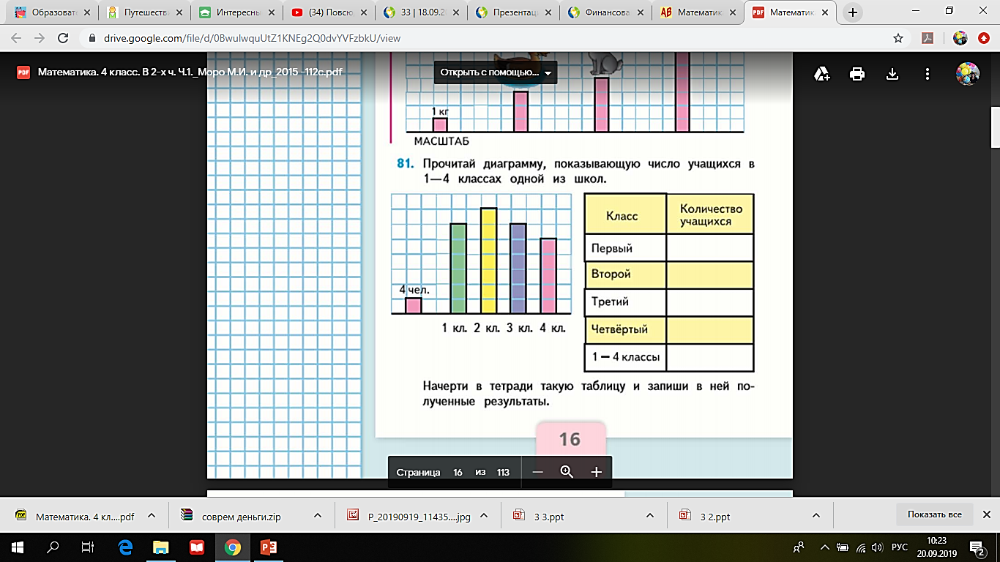 Образоват
Путешеств
Интересны
(34) Повсю
33 | 18.09.2
Презентац
Финансова
Математик
Математик
drive.google.com/file/d/0BwulwquUtZ1KNEg2Q0dvYVFzbkU/view
Математика. 4 класс. В 2-х ч. Ч.1._Моро М.И. и др_2015 -112с.pdf
Открыть с помощью...
1 кг
МАСШТАБ
81. Прочитай диаграмму, показывающую число учащихся в
1—4 классах одной из школ.
4 чел.
1 кл. 2 кл. 3 кл. 4 кл.
Класс
Количество
учащихся
Первый
Второй
Третий
Четвёртый
1 — 4 классы
Начерти в тетради такую таблицу и запиши в ней по-
лученные результаты.
16
Страница 16 из 113
Математика. 4 кл....pdf
соврем деньги.zip
P_20190919_11435....jpg
3 3.ppt
3 2.ppt
Показать все
РУС
10:23
20.09.2019
2